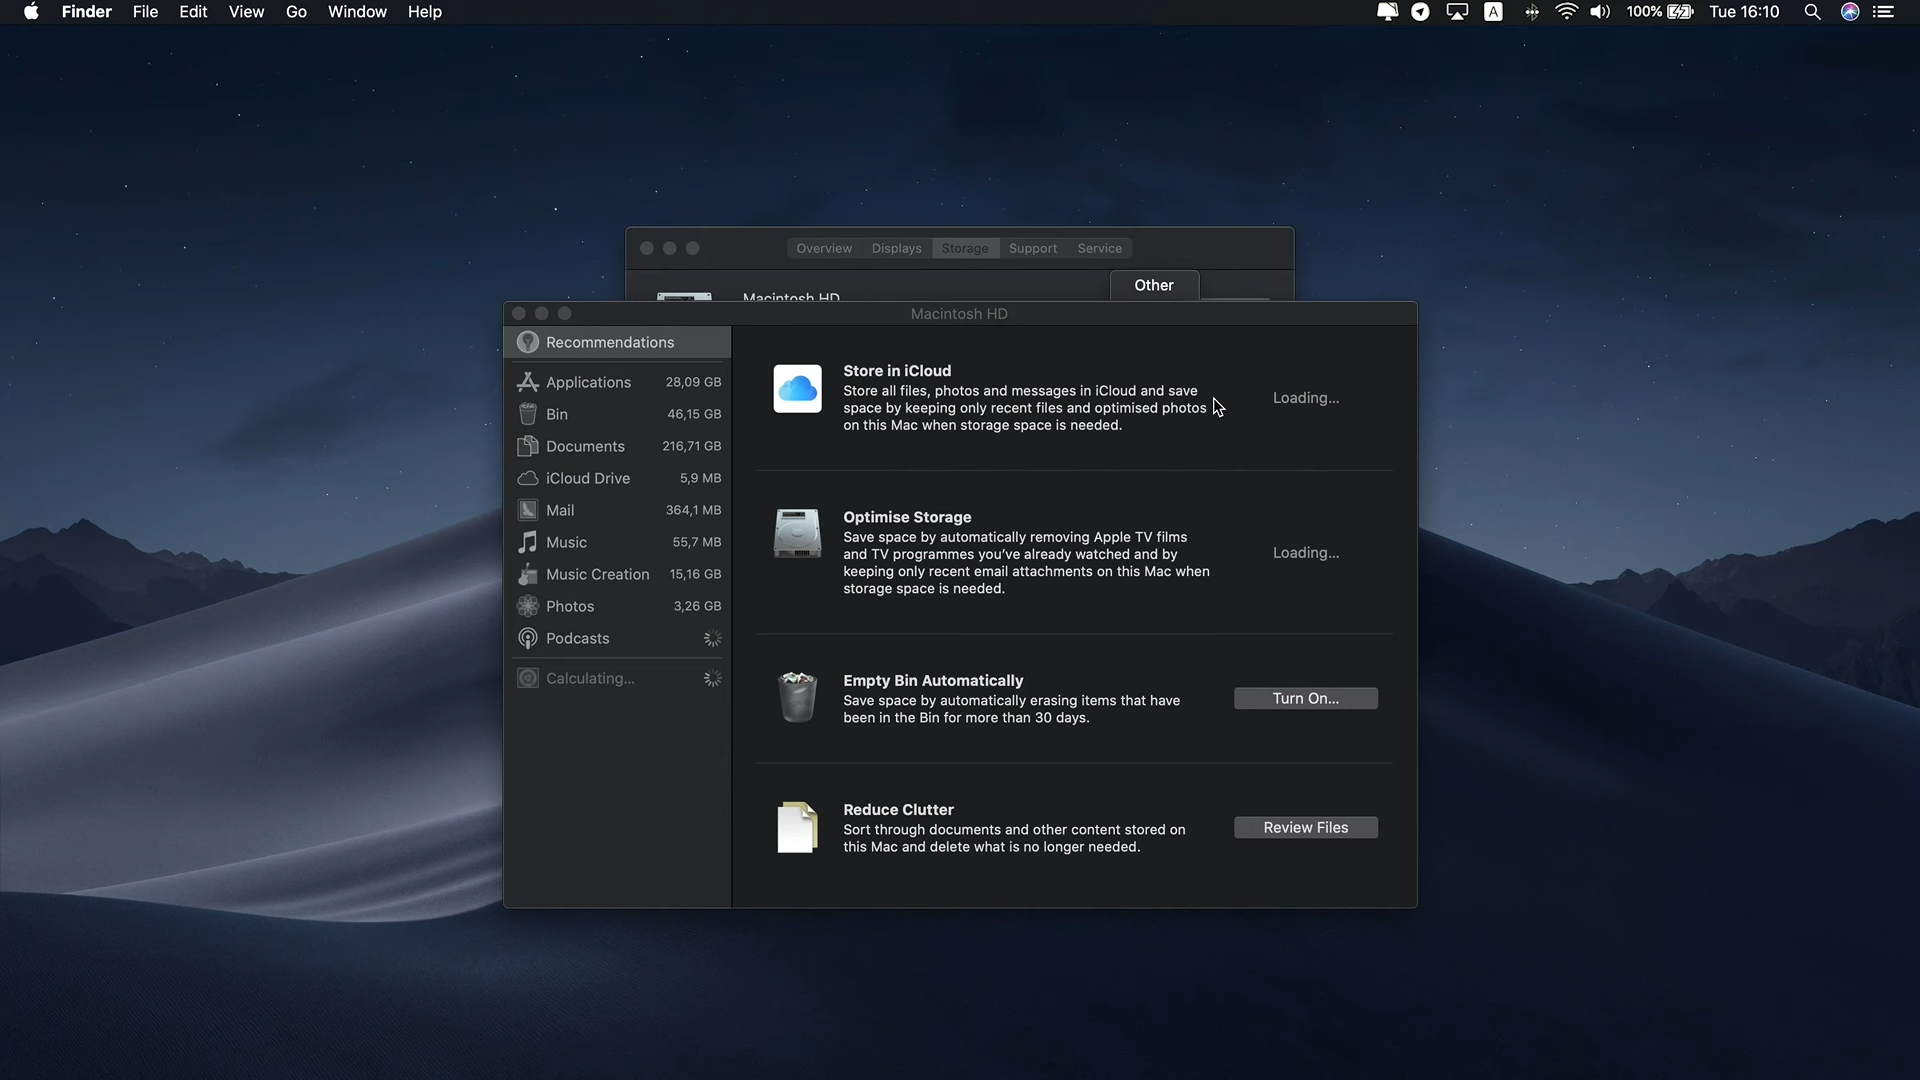 Finder File Edit View Go Window Help
A 100% Tue 16:10
Overview Displays Storage Support Service
Macintosh HD
Other
Macintosh HD
Recommendations
Applications 28,09 GB
Bin 46,15 GB
Documents 216,71 GB
iCloud Drive 5,9 MB
Mail 364,1 MB
Music 55,7 MB
Music Creation 15,16 GB
Photos 3,26 GB
Podcasts
Calculating...
Store in iCloud
Store all files, photos and messages in iCloud and save
space by keeping only recent files and optimised photos
on this Mac when storage space is needed.
Loading...
Optimise Storage
Save space by automatically removing Apple TV films
and TV programmes you've already watched and by
keeping only recent email attachments on this Mac when
storage space is needed.
Loading...
Empty Bin Automatically
Save space by automatically erasing items that have
been in the Bin for more than 30 days.
Turn On...
Reduce Clutter
Sort through documents and other content stored on
this Mac and delete what is no longer needed.
Review Files